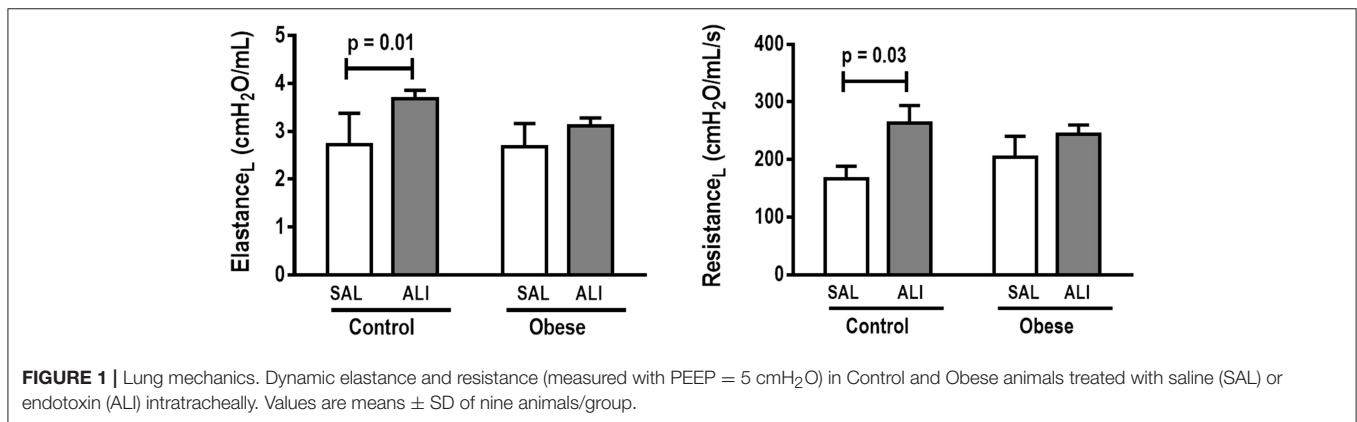 5
4
3
2
1
0
Elastance_L (cmH₂O/mL)
p = 0.01
SAL ALI SAL ALI
Control Obese
400
300
200
100
0
Resistance_L (cmH₂O/mL/s)
p = 0.03
SAL ALI SAL ALI
Control Obese
FIGURE 1 | Lung mechanics. Dynamic elastance and resistance (measured with PEEP = 5 cmH₂O) in Control and Obese animals treated with saline (SAL) or
endotoxin (ALI) intratracheally. Values are means ± SD of nine animals/group.